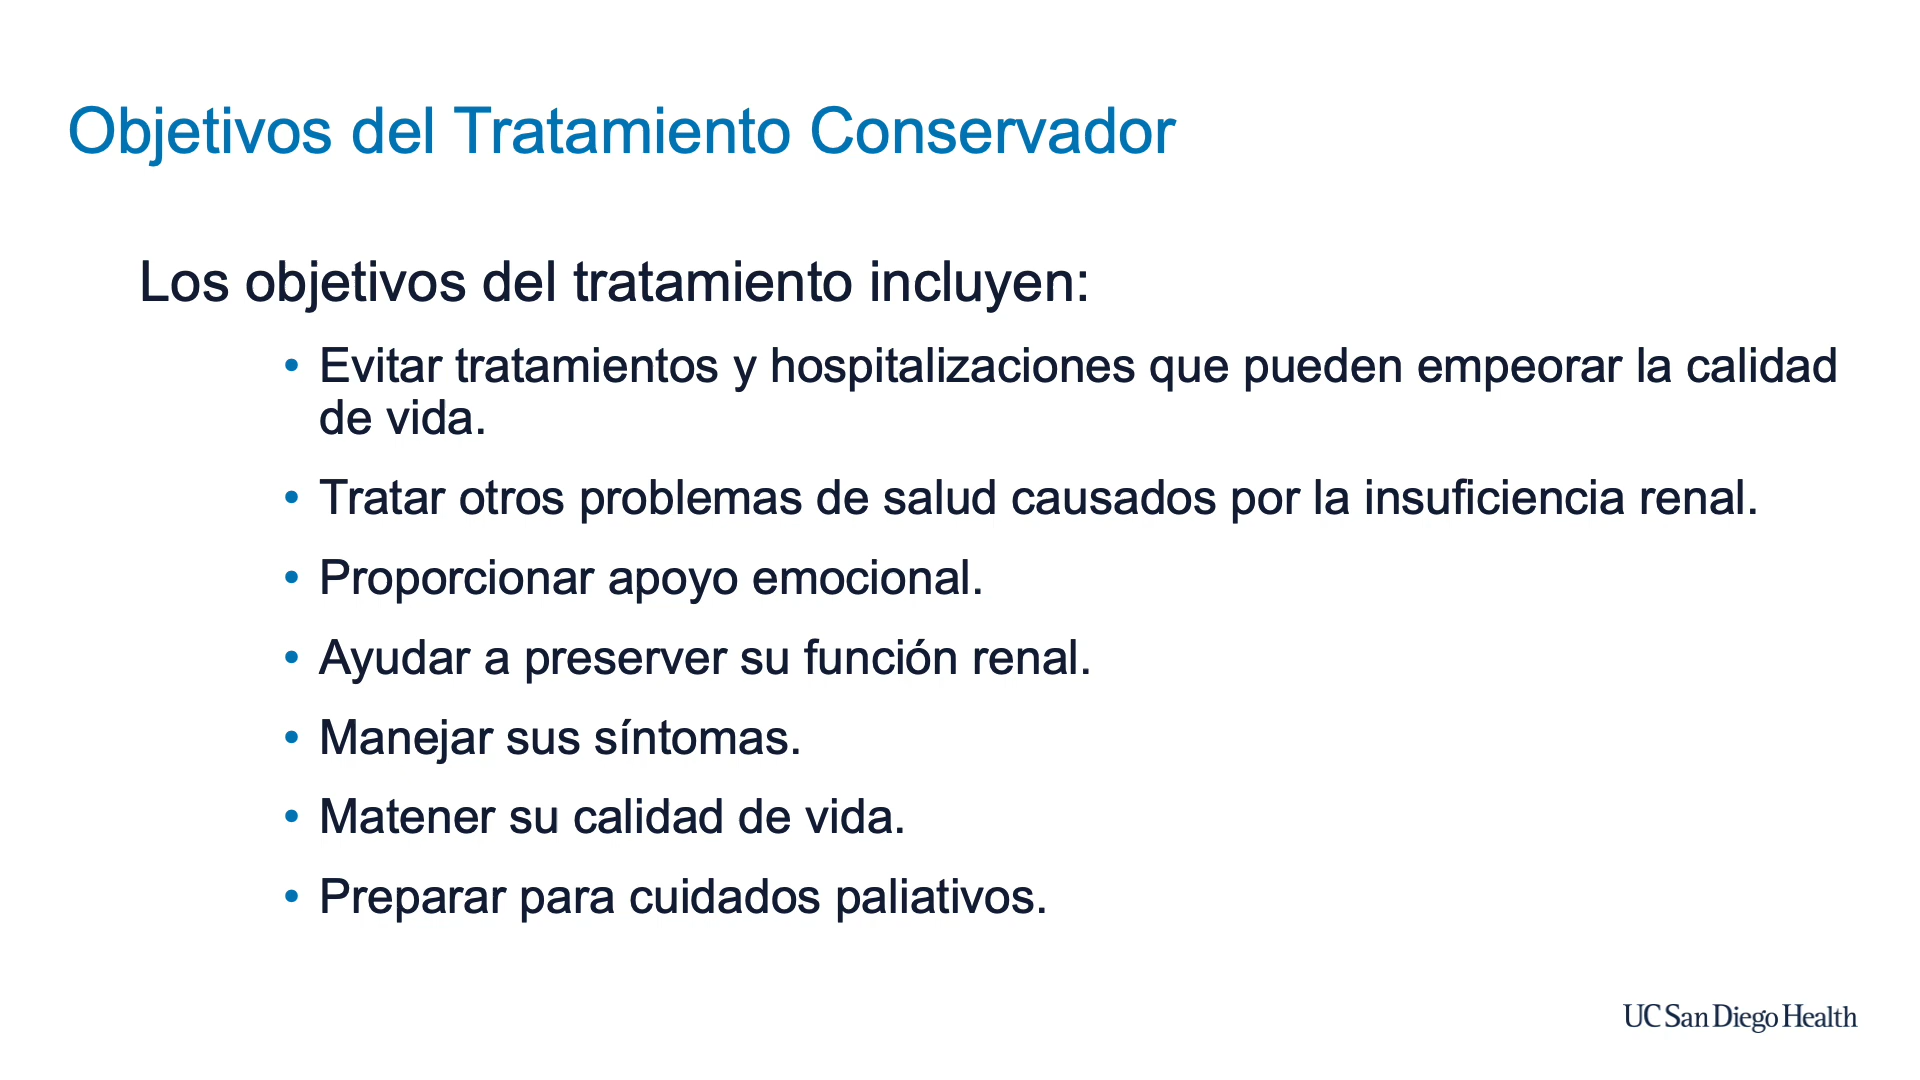 Objetivos del Tratamiento Conservador
Los objetivos del tratamiento incluyen:
• Evitar tratamientos y hospitalizaciones que pueden empeorar la calidad
de vida.
• Tratar otros problemas de salud causados por la insuficiencia renal.
• Proporcionar apoyo emocional.
• Ayudar a preserver su función renal.
• Manejar sus síntomas.
• Matener su calidad de vida.
• Preparar para cuidados paliativos.
UC San Diego Health